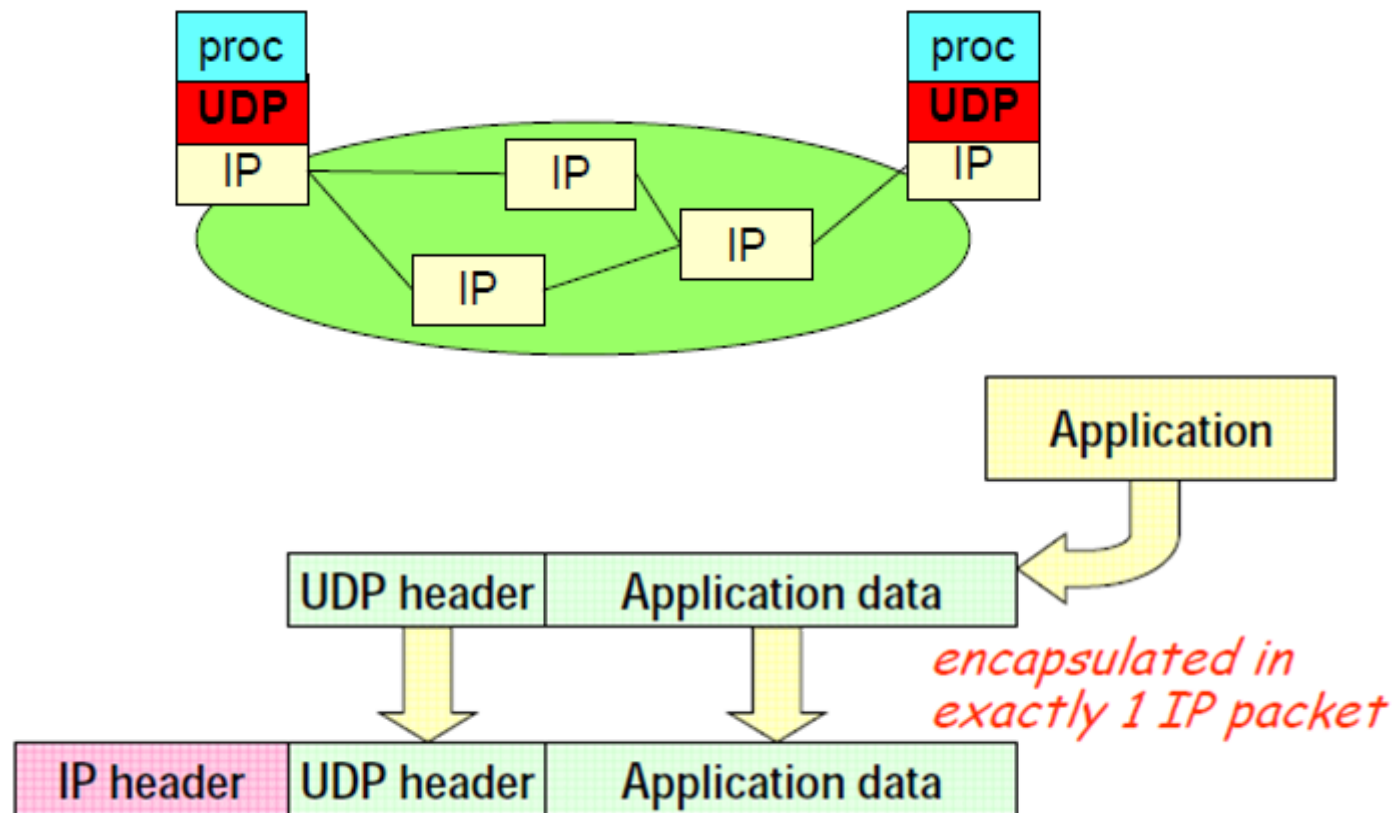 proc
UDP
IP
proc
UDP
IP
IP
IP
IP
Application
UDP header
Application data
encapsulated in
exactly 1 IP packet
IP header
UDP header
Application data